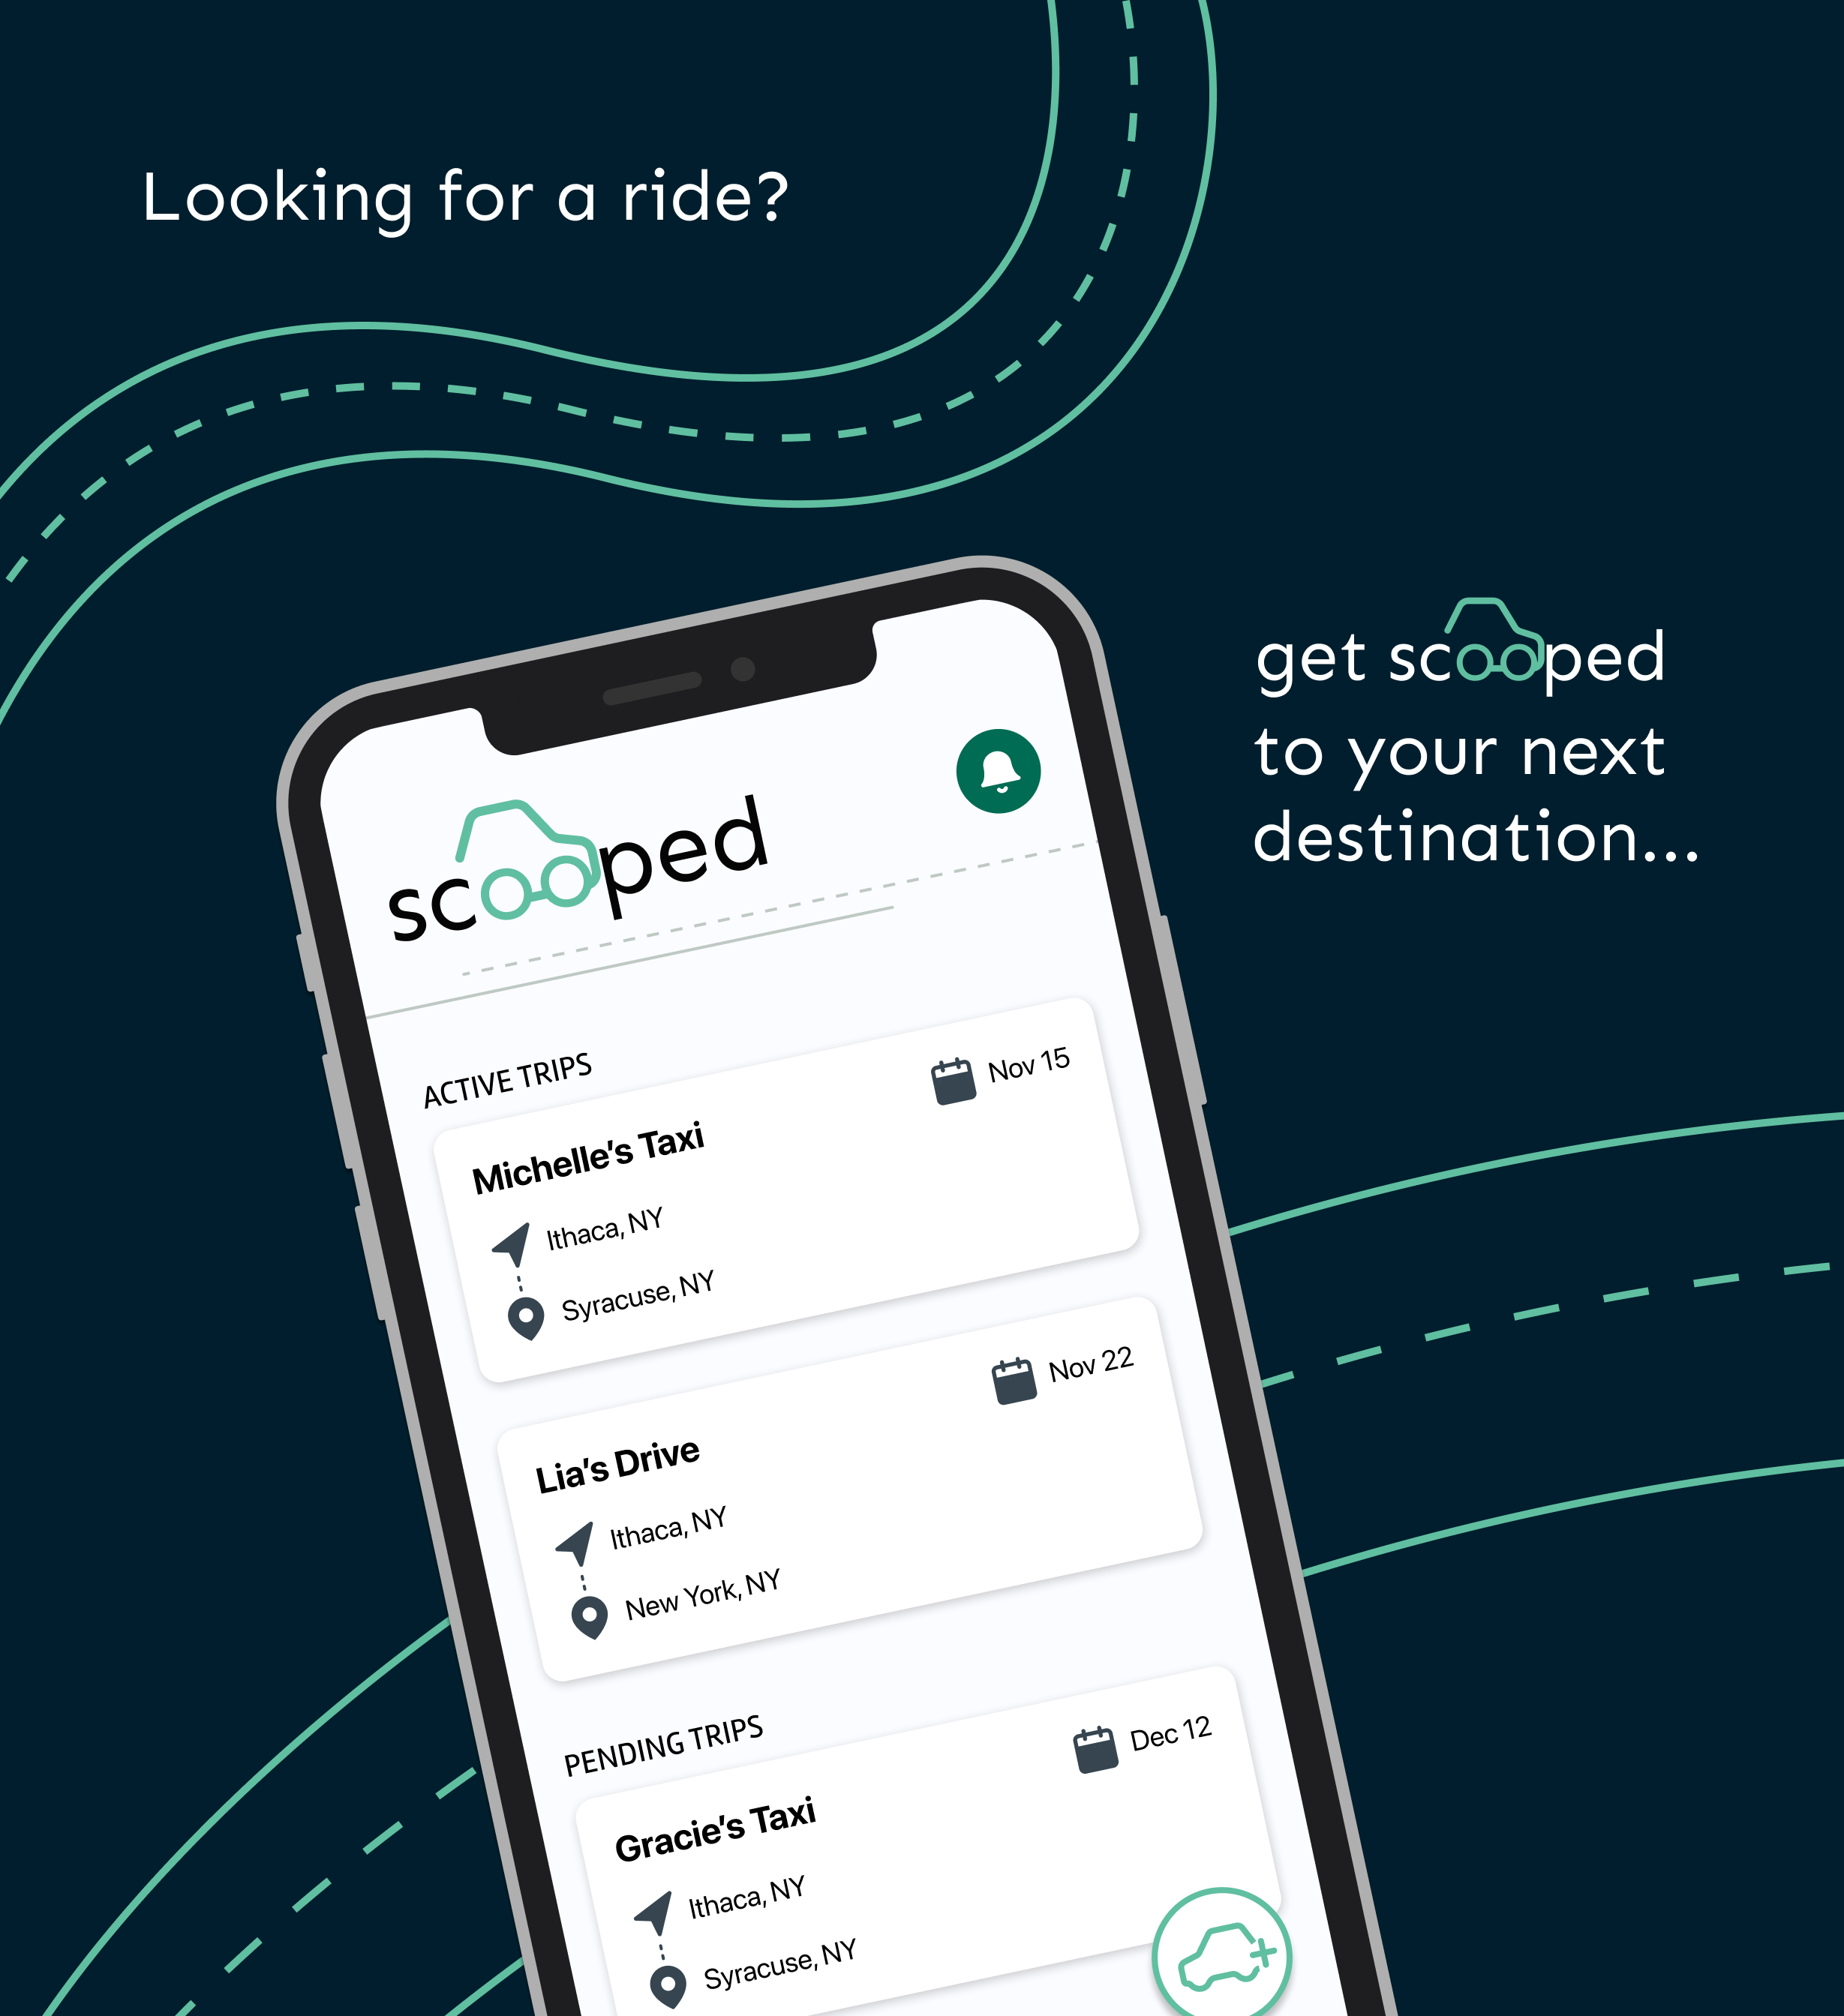 Looking for a ride?
get scooped
to your next
destination...
scooped
ACTIVE TRIPS
Nov 15
Michelle's Taxi
Ithaca, NY
Syracuse, NY
Nov 22
Lia's Drive
Ithaca, NY
New York, NY
PENDING TRIPS
Dec 12
Gracie's Taxi
Ithaca, NY
Syracuse, NY